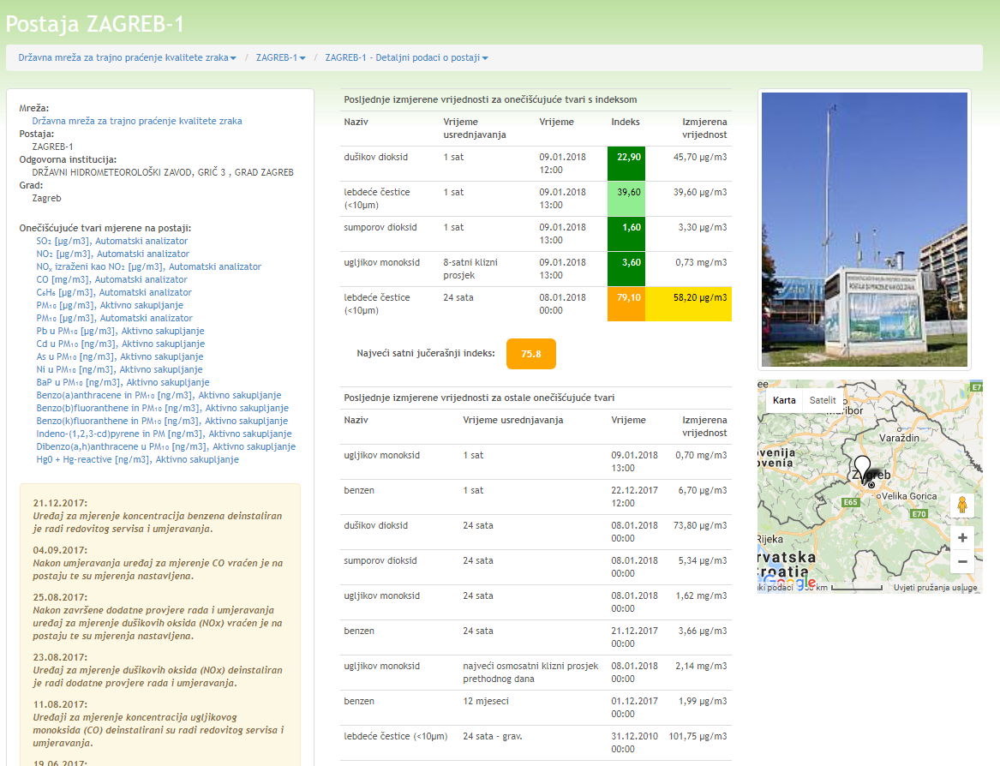 Postaja ZAGREB-1
Državna mreža za trajno praćenje kvalitete zraka / ZAGREB-1 / ZAGREB-1 - Detaljni podaci o postaji
Mreža:
Državna mreža za trajno praćenje kvalitete zraka
Postaja:
ZAGREB-1
Odgovorna institucija:
DRŽAVNI HIDROMETEOROLOŠKI ZAVOD, GRIČ 3 , GRAD ZAGREB
Grad:
Zagreb
Onečišćujuće tvari mjerene na postaji:
SO₂ [µg/m3], Automatski analizator
NO₂ [µg/m3], Automatski analizator
NOₓ izraženi kao NO₂ [µg/m3], Automatski analizator
CO [mg/m3], Automatski analizator
C₆H₆ [µg/m3], Automatski analizator
PM₁₀ [µg/m3], Aktivno sakupljanje
PM₁₀ [µg/m3], Automatski analizator
Pb u PM₁₀ [µg/m3], Aktivno sakupljanje
Cd u PM₁₀ [ng/m3], Aktivno sakupljanje
As u PM₁₀ [ng/m3], Aktivno sakupljanje
Ni u PM₁₀ [ng/m3], Aktivno sakupljanje
BaP u PM₁₀ [ng/m3], Aktivno sakupljanje
Benzo(a)anthracene in PM₁₀ [ng/m3], Aktivno sakupljanje
Benzo(b)fluoranthene in PM₁₀ [ng/m3], Aktivno sakupljanje
Benzo(k)fluoranthene in PM₁₀ [ng/m3], Aktivno sakupljanje
Indeno-(1,2,3-cd)pyrene in PM [ng/m3], Aktivno sakupljanje
Dibenzo(a,h)anthracene u PM₁₀ [ng/m3], Aktivno sakupljanje
Hg0 + Hg-reactive [ng/m3], Aktivno sakupljanje
21.12.2017:
Uređaj za mjerenje koncentracija benzena deinstaliran
je radi redovitog servisa i umjeravanja.
04.09.2017:
Nakon umjeravanja uređaj za mjerenje CO vraćen je na
postaju te su mjerenja nastavljena.
25.08.2017:
Nakon završene dodatne provjere rada i umjeravanja
uređaj za mjerenje dušikovih oksida (NOx) vraćen je na
postaju te su mjerenja nastavljena.
23.08.2017:
Uređaj za mjerenje dušikovih oksida (NOx) deinstaliran
je radi dodatne provjere rada i umjeravanja.
11.08.2017:
Uređaji za mjerenje koncentracija ugljikovog
monoksida (CO) deinstalirani su radi redovitog servisa i
umjeravanja.
19.06.2017:
Posljednje izmjerene vrijednosti za onečišćujuće tvari s indeksom
Naziv Vrijeme Vrijeme Indeks Izmjerena
usrednjavanja vrijednost
dušikov dioksid 1 sat 09.01.2018 22,90 45,70 µg/m3
12:00
lebdeće čestice 1 sat 09.01.2018 39,60 39,60 µg/m3
(<10µm) 13:00
sumporov dioksid 1 sat 09.01.2018 1,60 3,30 µg/m3
13:00
ugljikov monoksid 8-satni klizni 09.01.2018 3,60 0,73 mg/m3
prosjek 13:00
lebdeće čestice 24 sata 08.01.2018 79,10 58,20 µg/m3
(<10µm) 00:00
Najveći satni jučerašnji indeks: 75.8
Posljednje izmjerene vrijednosti za ostale onečišćujuće tvari
Naziv Vrijeme usrednjavanja Vrijeme Izmjerena
vrijednost
ugljikov monoksid 1 sat 09.01.2018 0,70 mg/m3
13:00
benzen 1 sat 22.12.2017 6,70 µg/m3
12:00
dušikov dioksid 24 sata 08.01.2018 73,80 µg/m3
00:00
sumporov dioksid 24 sata 08.01.2018 5,34 µg/m3
00:00
ugljikov monoksid 24 sata 08.01.2018 1,62 mg/m3
00:00
benzen 24 sata 21.12.2017 3,66 µg/m3
00:00
ugljikov monoksid najveći osmosatni klizni prosjek 08.01.2018 2,14 mg/m3
prethodnog dana 00:00
benzen 12 mjeseci 01.12.2017 1,99 µg/m3
00:00
lebdeće čestice (<10µm) 24 sata - grav. 31.12.2010 101,75 µg/m3
00:00
Karta Satelit
Varaždin
Zagreb
Velika Gorica
E65
E70
Rijeka
Google
km
Uvjeti pružanja usluge